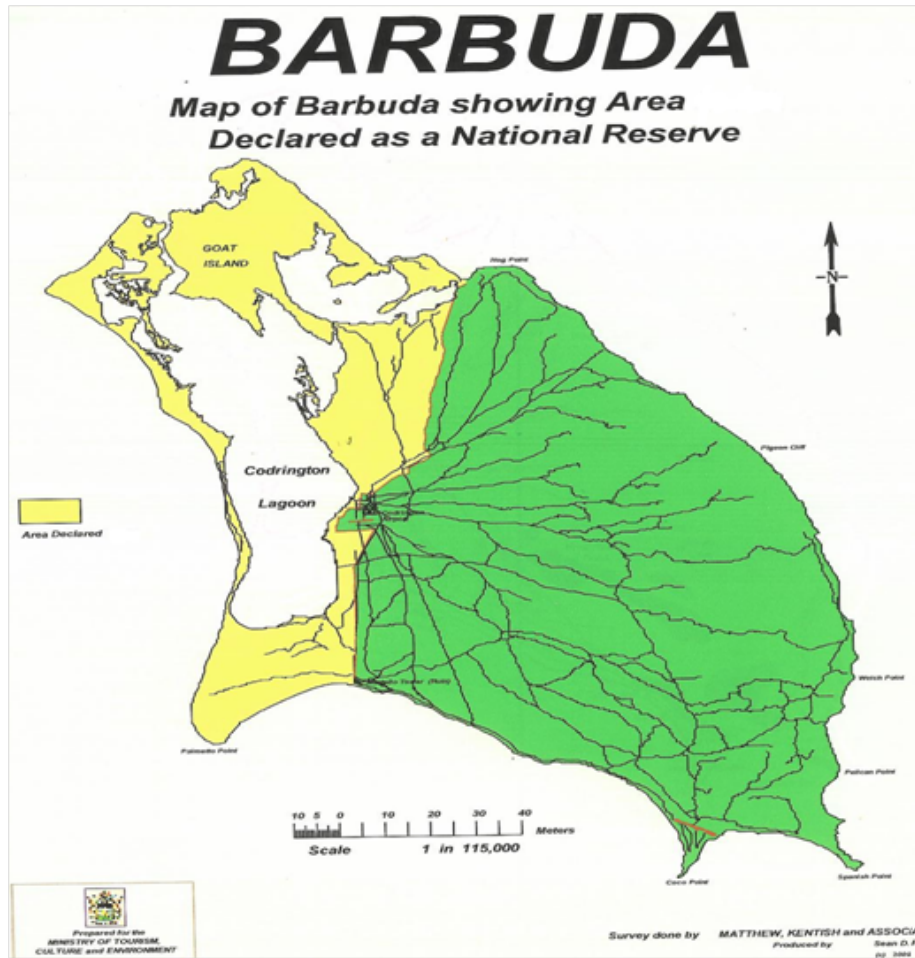 BARBUDA
Map of Barbuda showing Area
Declared as a National Reserve
GOAT
ISLAND
Hog Point
N
Pigeon Cliff
Codrington
Lagoon
Area Declared
Tower (Ruin)
Welch Point
Palmetto Point
Pelican Point
10 5 0 10 20 30 40
Meters
Scale 1 in 115,000
Coco Point
Spanish Point
Prepared for the
MINISTRY OF TOURISM,
CULTURE and ENVIRONMENT
Survey done by MATTHEW, KENTISH and ASSOCIA
Produced by Sean D.